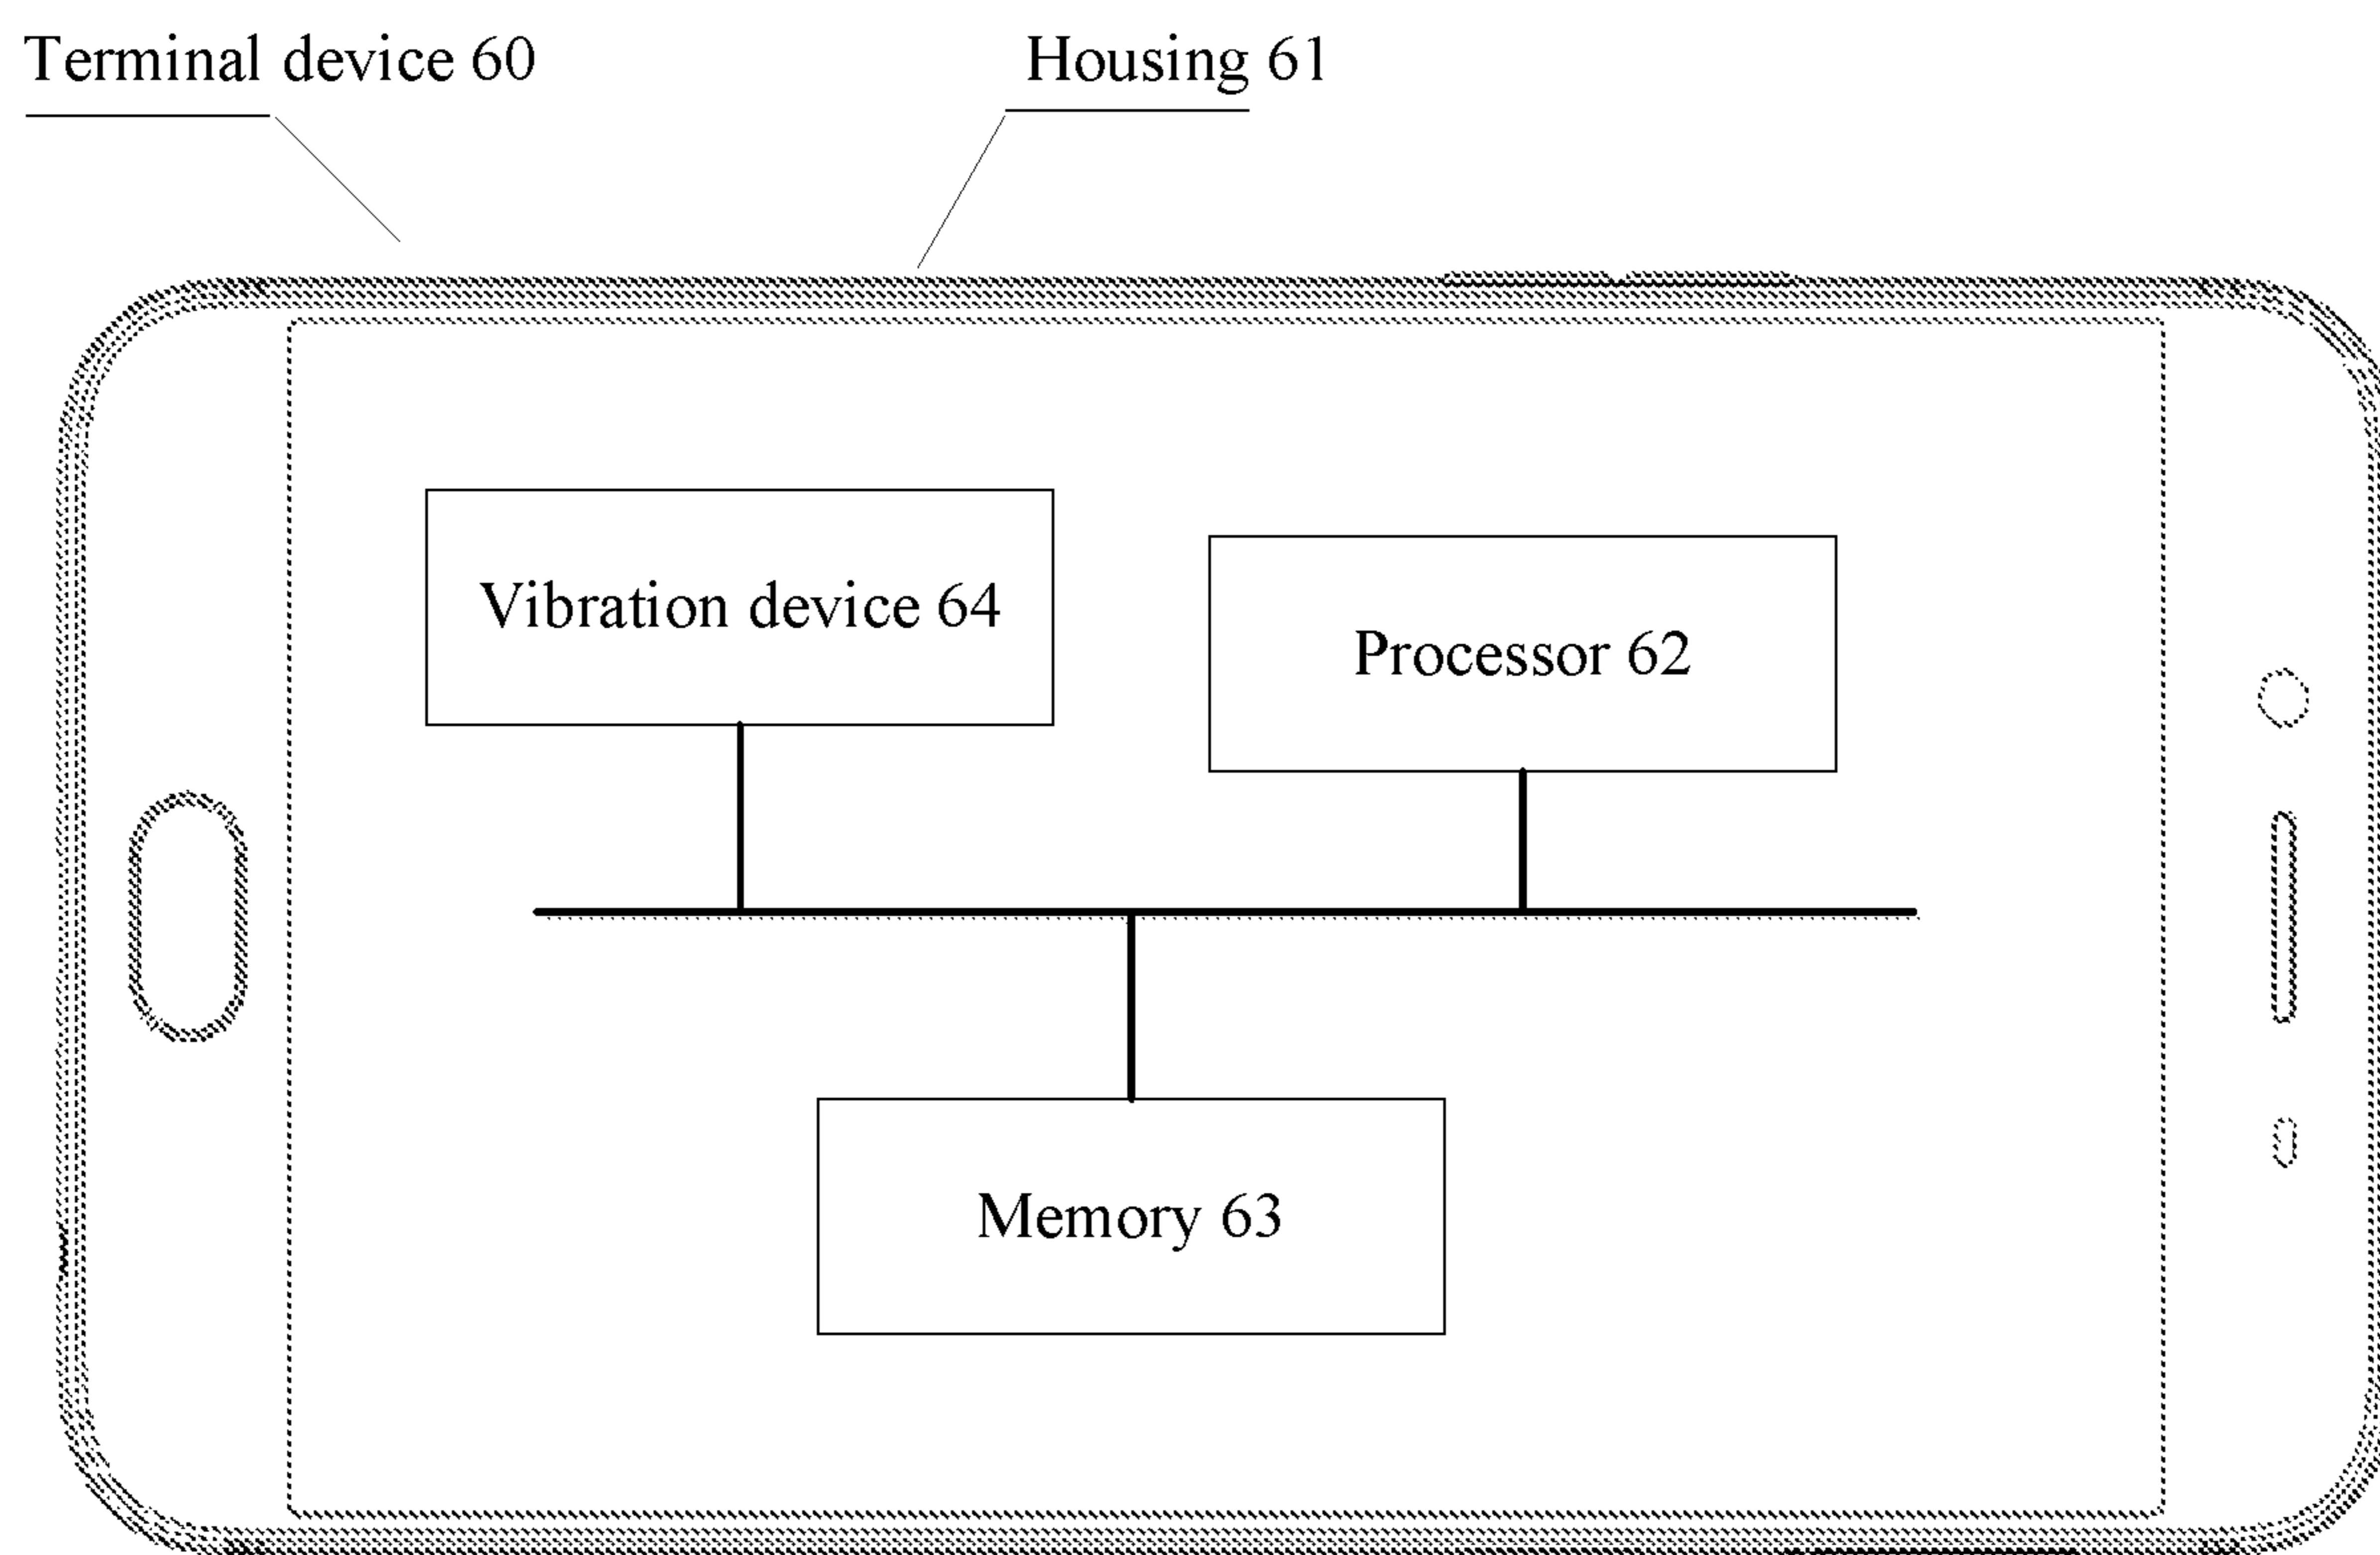 Terminal device 60
Housing 61
Vibration device 64
Processor 62
Memory 63